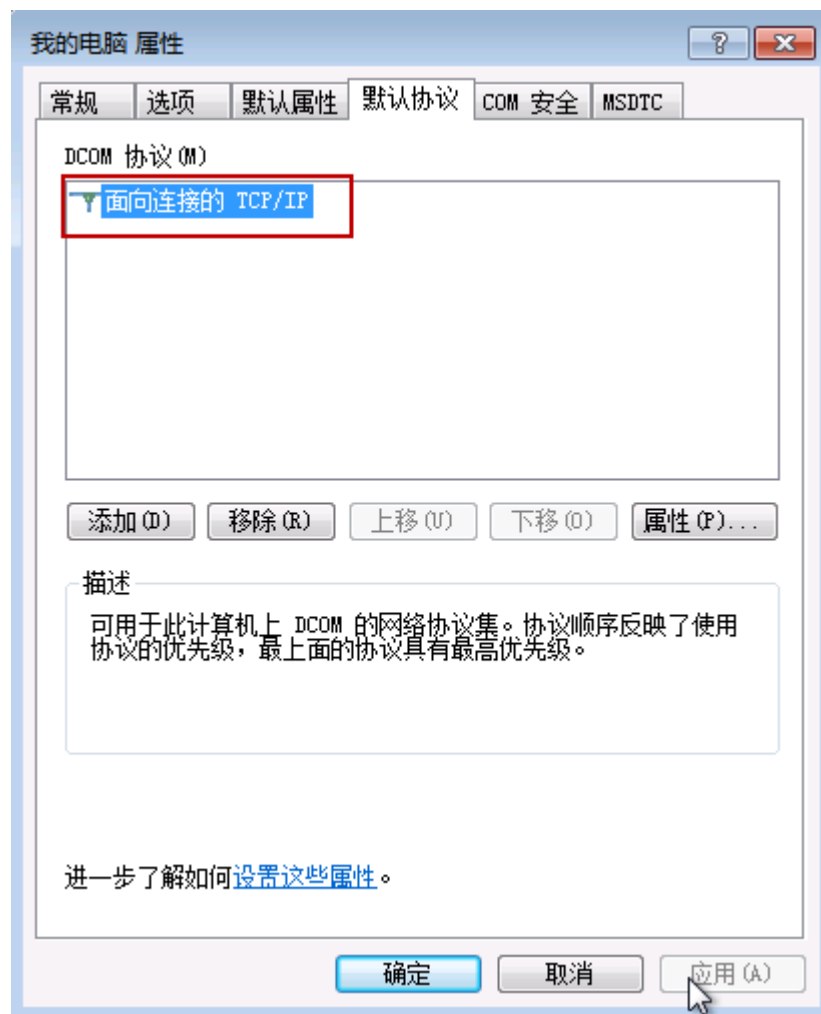 我的电脑 属性
常规 选项 默认属性 默认协议 COM 安全 MSDTC
DCOM 协议(M)
面向连接的 TCP/IP
添加(D) 移除(R) 上移(U) 下移(O) 属性(P)...
描述
可用于此计算机上 DCOM 的网络协议集。协议顺序反映了使用
协议的优先级，最上面的协议具有最高优先级。
进一步了解如何设置这些属性。
确定 取消 应用(A)